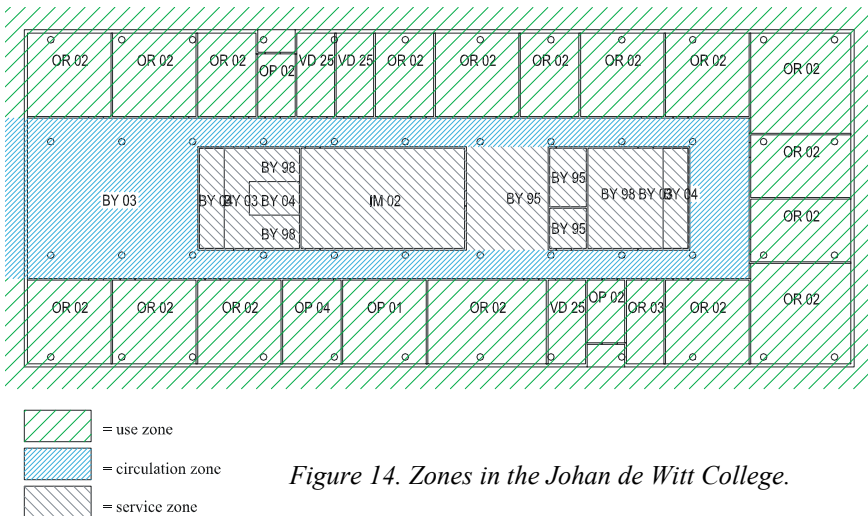 OR 02 OR 02 OR 02 OP 02 VD 25 VD 25 OR 02 OR 02 OR 02 OR 02 OR 02 OR 02
OR 02
BY 98 BY 95
BY 03 BY 04 BY 03 BY 04 IM 02 BY 95 BY 98 BY 03 BY 04
OR 02
BY 98 BY 95
OR 02 OR 02 OR 02 OP 04 OP 01 OR 02 VD 25 OP 02 OR 03 OR 02 OR 02
= use zone
= circulation zone
= service zone
Figure 14. Zones in the Johan de Witt College.